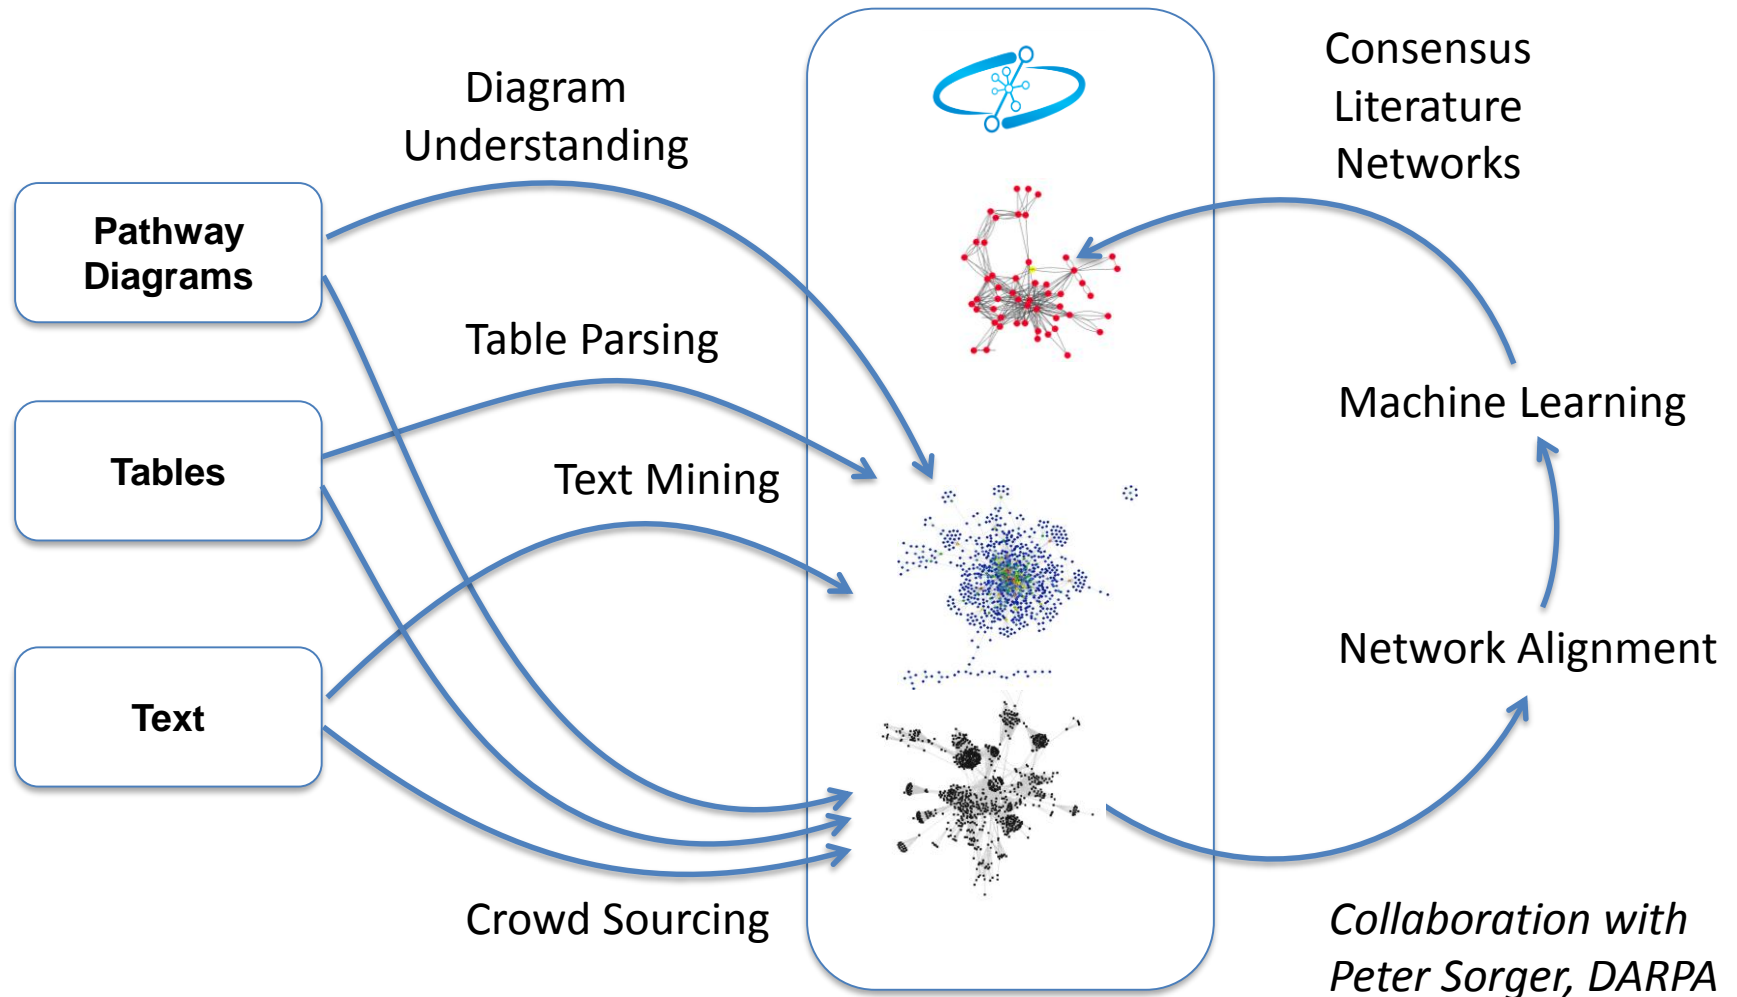 Diagram
Understanding
Pathway
Diagrams
Table Parsing
Tables
Text Mining
Text
Crowd Sourcing
Consensus
Literature
Networks
Machine Learning
Network Alignment
Collaboration with
Peter Sorger, DARPA